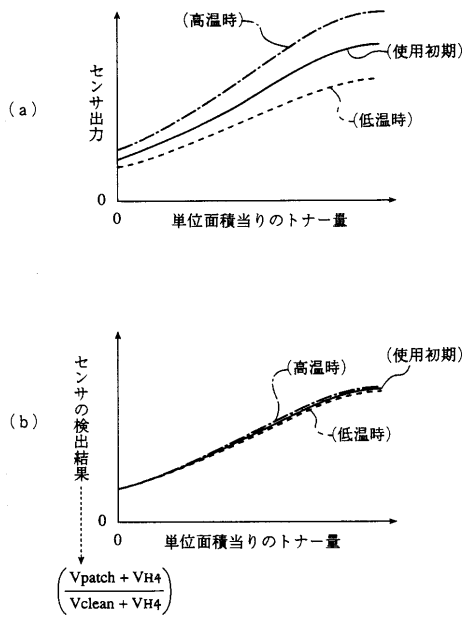 (a)
センサ出力
(高温時)
(使用初期)
(低温時)
0
0
単位面積当りのトナー量
(b)
センサの検出結果
(高温時)
(使用初期)
(低温時)
0
0
単位面積当りのトナー量
(Vpatch + VH4
Vclean + VH4)